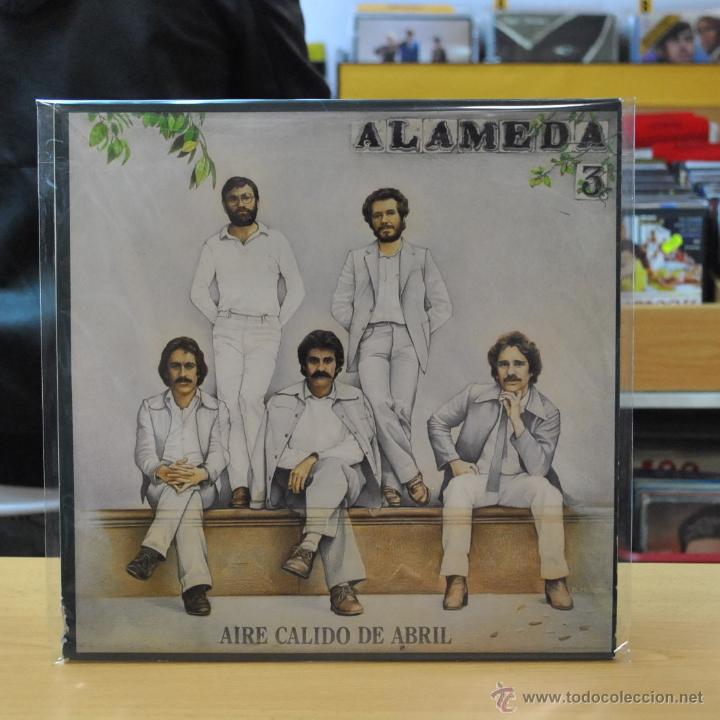 ALAMEDA
3
AIRE CALIDO DE ABRIL
www.todocoleccion.net